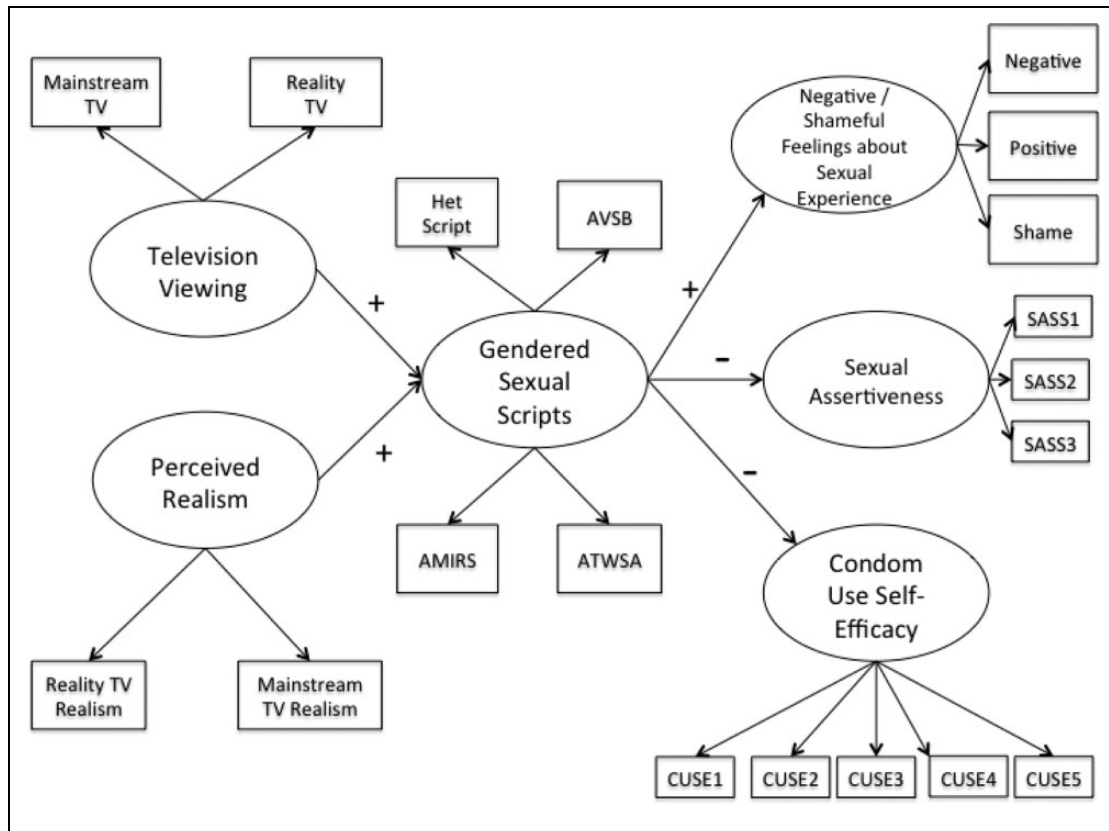 Mainstream
TV
Reality
TV
Television
Viewing
Het
Script
AVSB
Negative /
Shameful
Feelings about
Sexual
Experience
Negative
Positive
Shame
+
+
Gendered
Sexual
Scripts
+
-
-
Sexual
Assertiveness
SASS1
SASS2
SASS3
Perceived
Realism
AMIRS
ATWSA
Condom
Use Self-
Efficacy
Reality TV
Realism
Mainstream
TV Realism
CUSE1
CUSE2
CUSE3
CUSE4
CUSE5